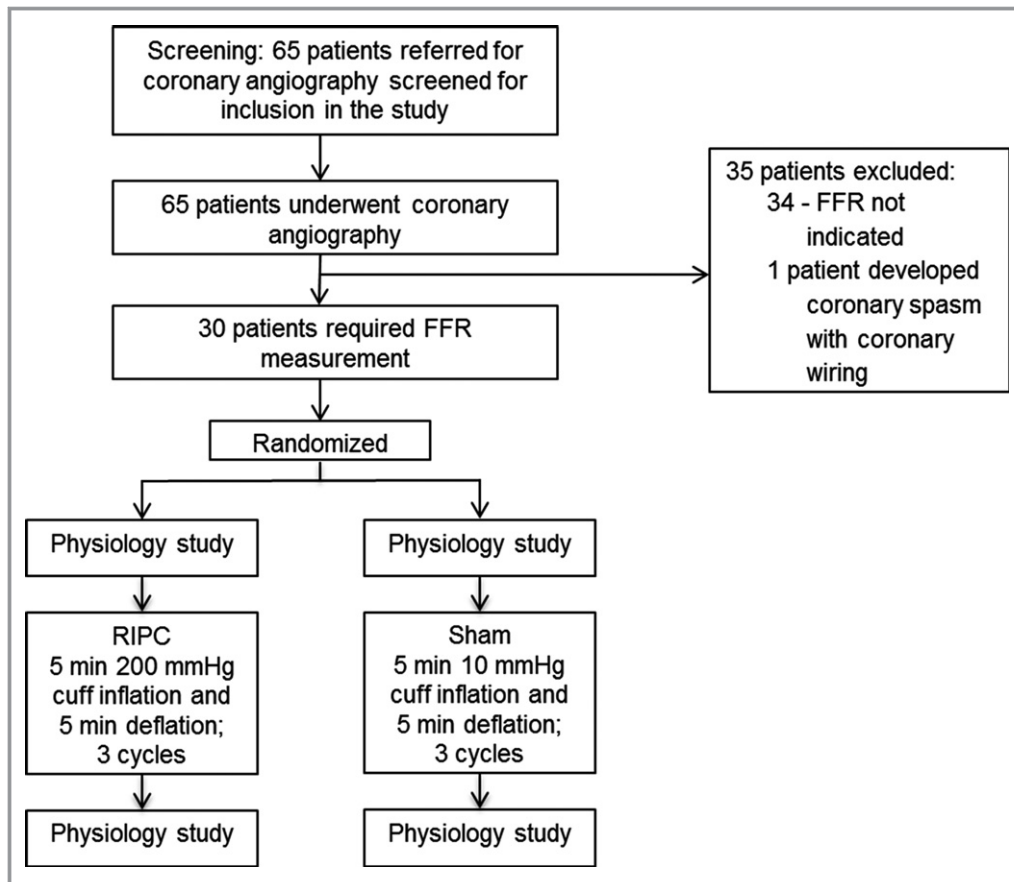 Screening: 65 patients referred for
coronary angiography screened for
inclusion in the study
65 patients underwent coronary
angiography
35 patients excluded:
34 - FFR not
indicated
1 patient developed
coronary spasm
with coronary
wiring
30 patients required FFR
measurement
Randomized
Physiology study
Physiology study
RIPC
5 min 200 mmHg
cuff inflation and
5 min deflation;
3 cycles
Sham
5 min 10 mmHg
cuff inflation and
5 min deflation;
3 cycles
Physiology study
Physiology study